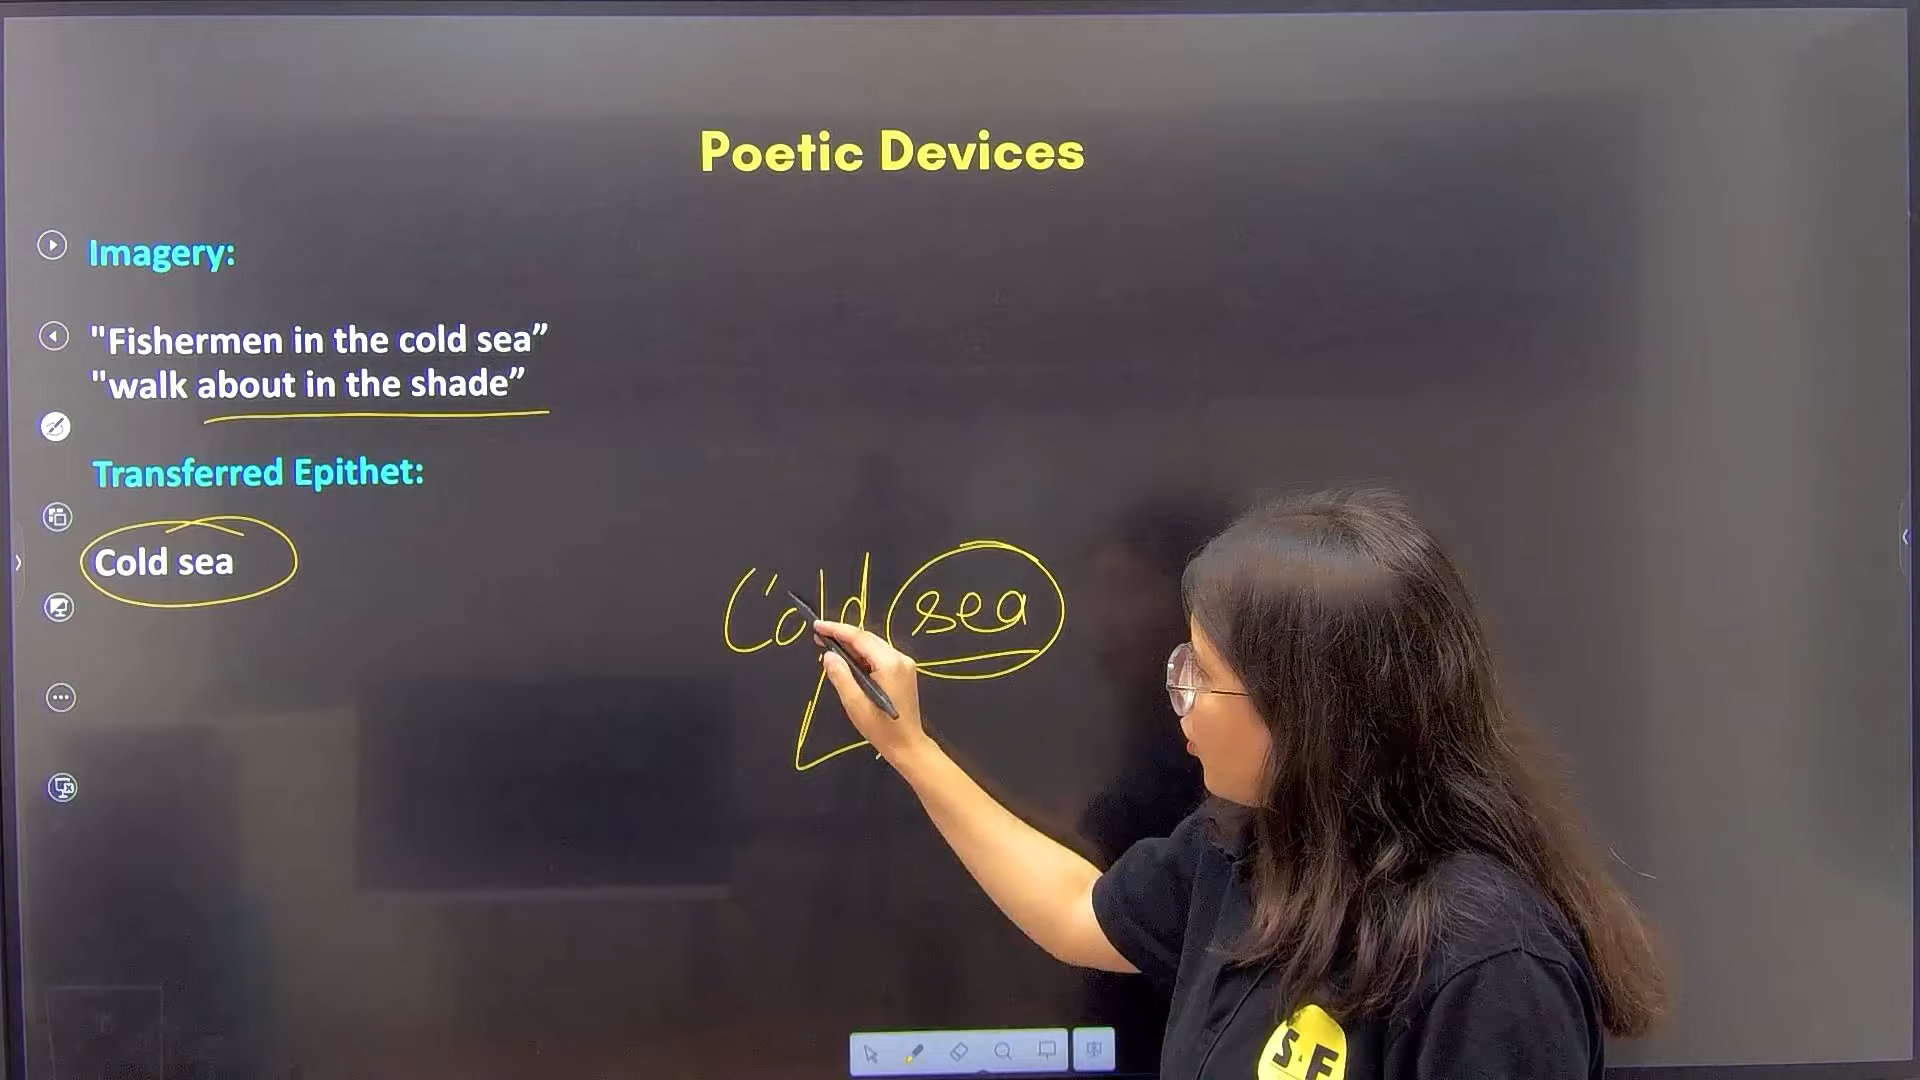 Poetic Devices
Imagery:
"Fishermen in the cold sea”
"walk about in the shade”
Transferred Epithet:
Cold sea
Cold sea
S&F